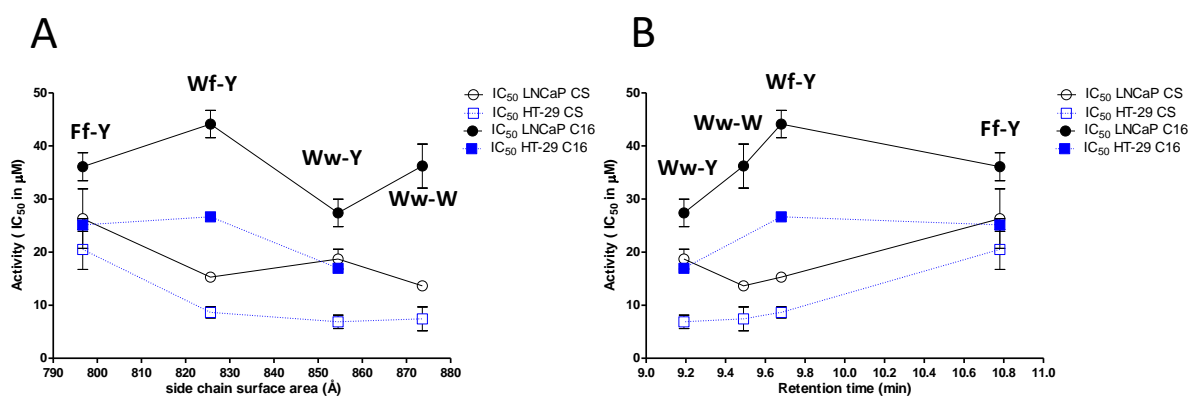 A
Ff-Y
Wf-Y
Ww-Y
Ww-W
Activity ( IC50 in μM)
50
40
30
20
10
0
790 800 810 820 830 840 850 860 870 880
side chain surface area (Å)
IC50 LNCaP CS
IC50 HT-29 CS
IC50 LNCaP C16
IC50 HT-29 C16
B
Ww-Y
Ww-W
Wf-Y
Ff-Y
Activity ( IC50 in μM)
50
40
30
20
10
0
9.0 9.2 9.4 9.6 9.8 10.0 10.2 10.4 10.6 10.8 11.0
Retention time (min)
IC50 LNCaP CS
IC50 HT-29 CS
IC50 LNCaP C16
IC50 HT-29 C16